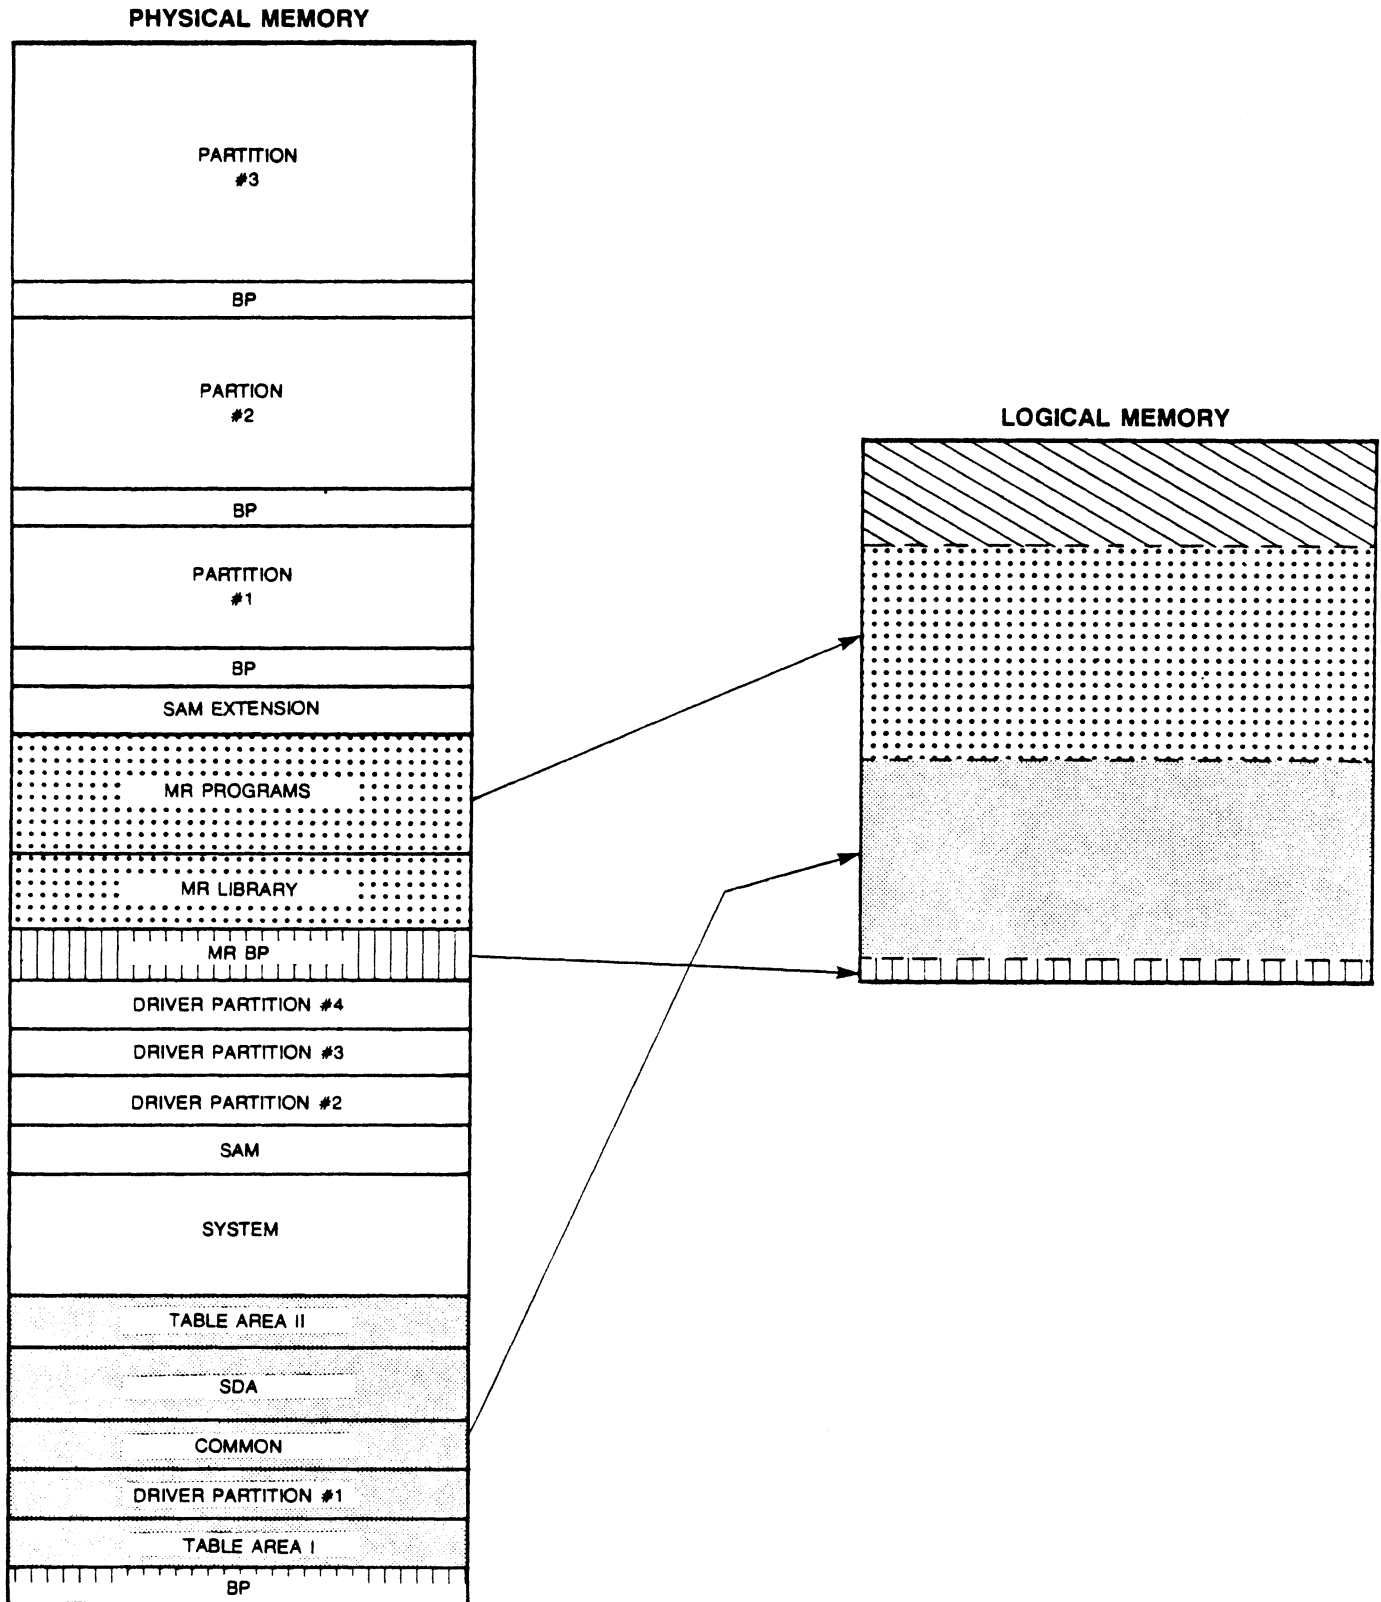 PHYSICAL MEMORY
PARTITION
#3
BP
PARTION
#2
BP
PARTITION
#1
BP
SAM EXTENSION
MR PROGRAMS
MR LIBRARY
MR BP
DRIVER PARTITION #4
DRIVER PARTITION #3
DRIVER PARTITION #2
SAM
SYSTEM
TABLE AREA II
SDA
COMMON
DRIVER PARTITION #1
TABLE AREA I
BP
LOGICAL MEMORY